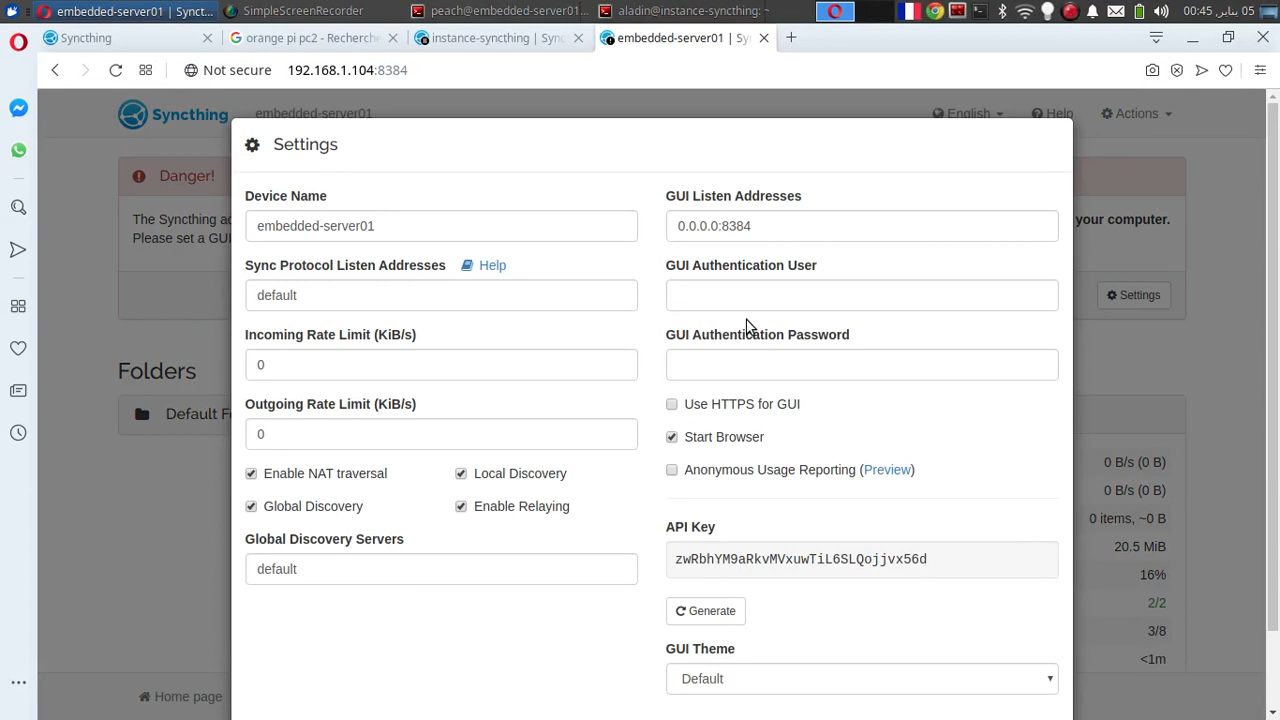 embedded-server01 | Synct...
SimpleScreenRecorder
peach@embedded-server01...
aladin@instance-syncthing: ~
05 يناير, 00:45
Syncthing
orange pi pc2 - Recherche
instance-syncthing | Sync
embedded-server01 | Sy
Not secure
192.168.1.104:8384
Syncthing
embedded-server01
English
Help
Actions
Settings
Danger!
The Syncthing ad
your computer.
Please set a GUI
Settings
Device Name
embedded-server01
Sync Protocol Listen Addresses
Help
default
Incoming Rate Limit (KiB/s)
0
Outgoing Rate Limit (KiB/s)
0
Enable NAT traversal
Local Discovery
Global Discovery
Enable Relaying
Global Discovery Servers
default
GUI Listen Addresses
0.0.0.0:8384
GUI Authentication User
GUI Authentication Password
Use HTTPS for GUI
Start Browser
Anonymous Usage Reporting (Preview)
API Key
zwRbhYM9aRkvMVxuwTiL6SLQojjvx56d
Generate
GUI Theme
Default
Folders
Default F
0 B/s (0 B)
0 B/s (0 B)
0 items, ~0 B
20.5 MiB
16%
2/2
3/8
<1m
Home page